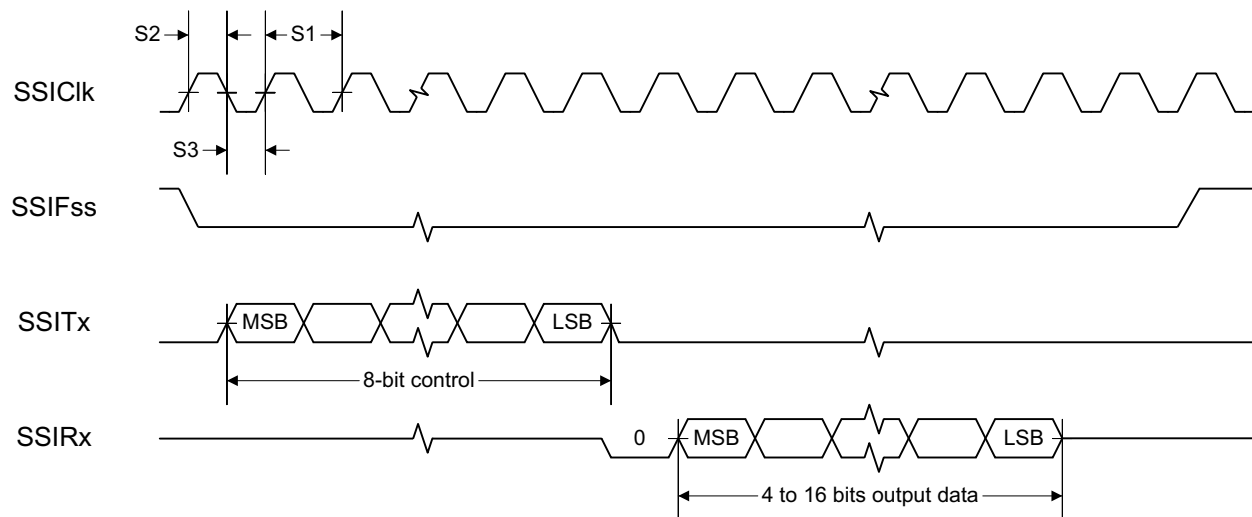 S2
S1
SSIClk
S3
SSIFss
SSITx
MSB
LSB
8-bit control
SSIRx
0
MSB
LSB
4 to 16 bits output data